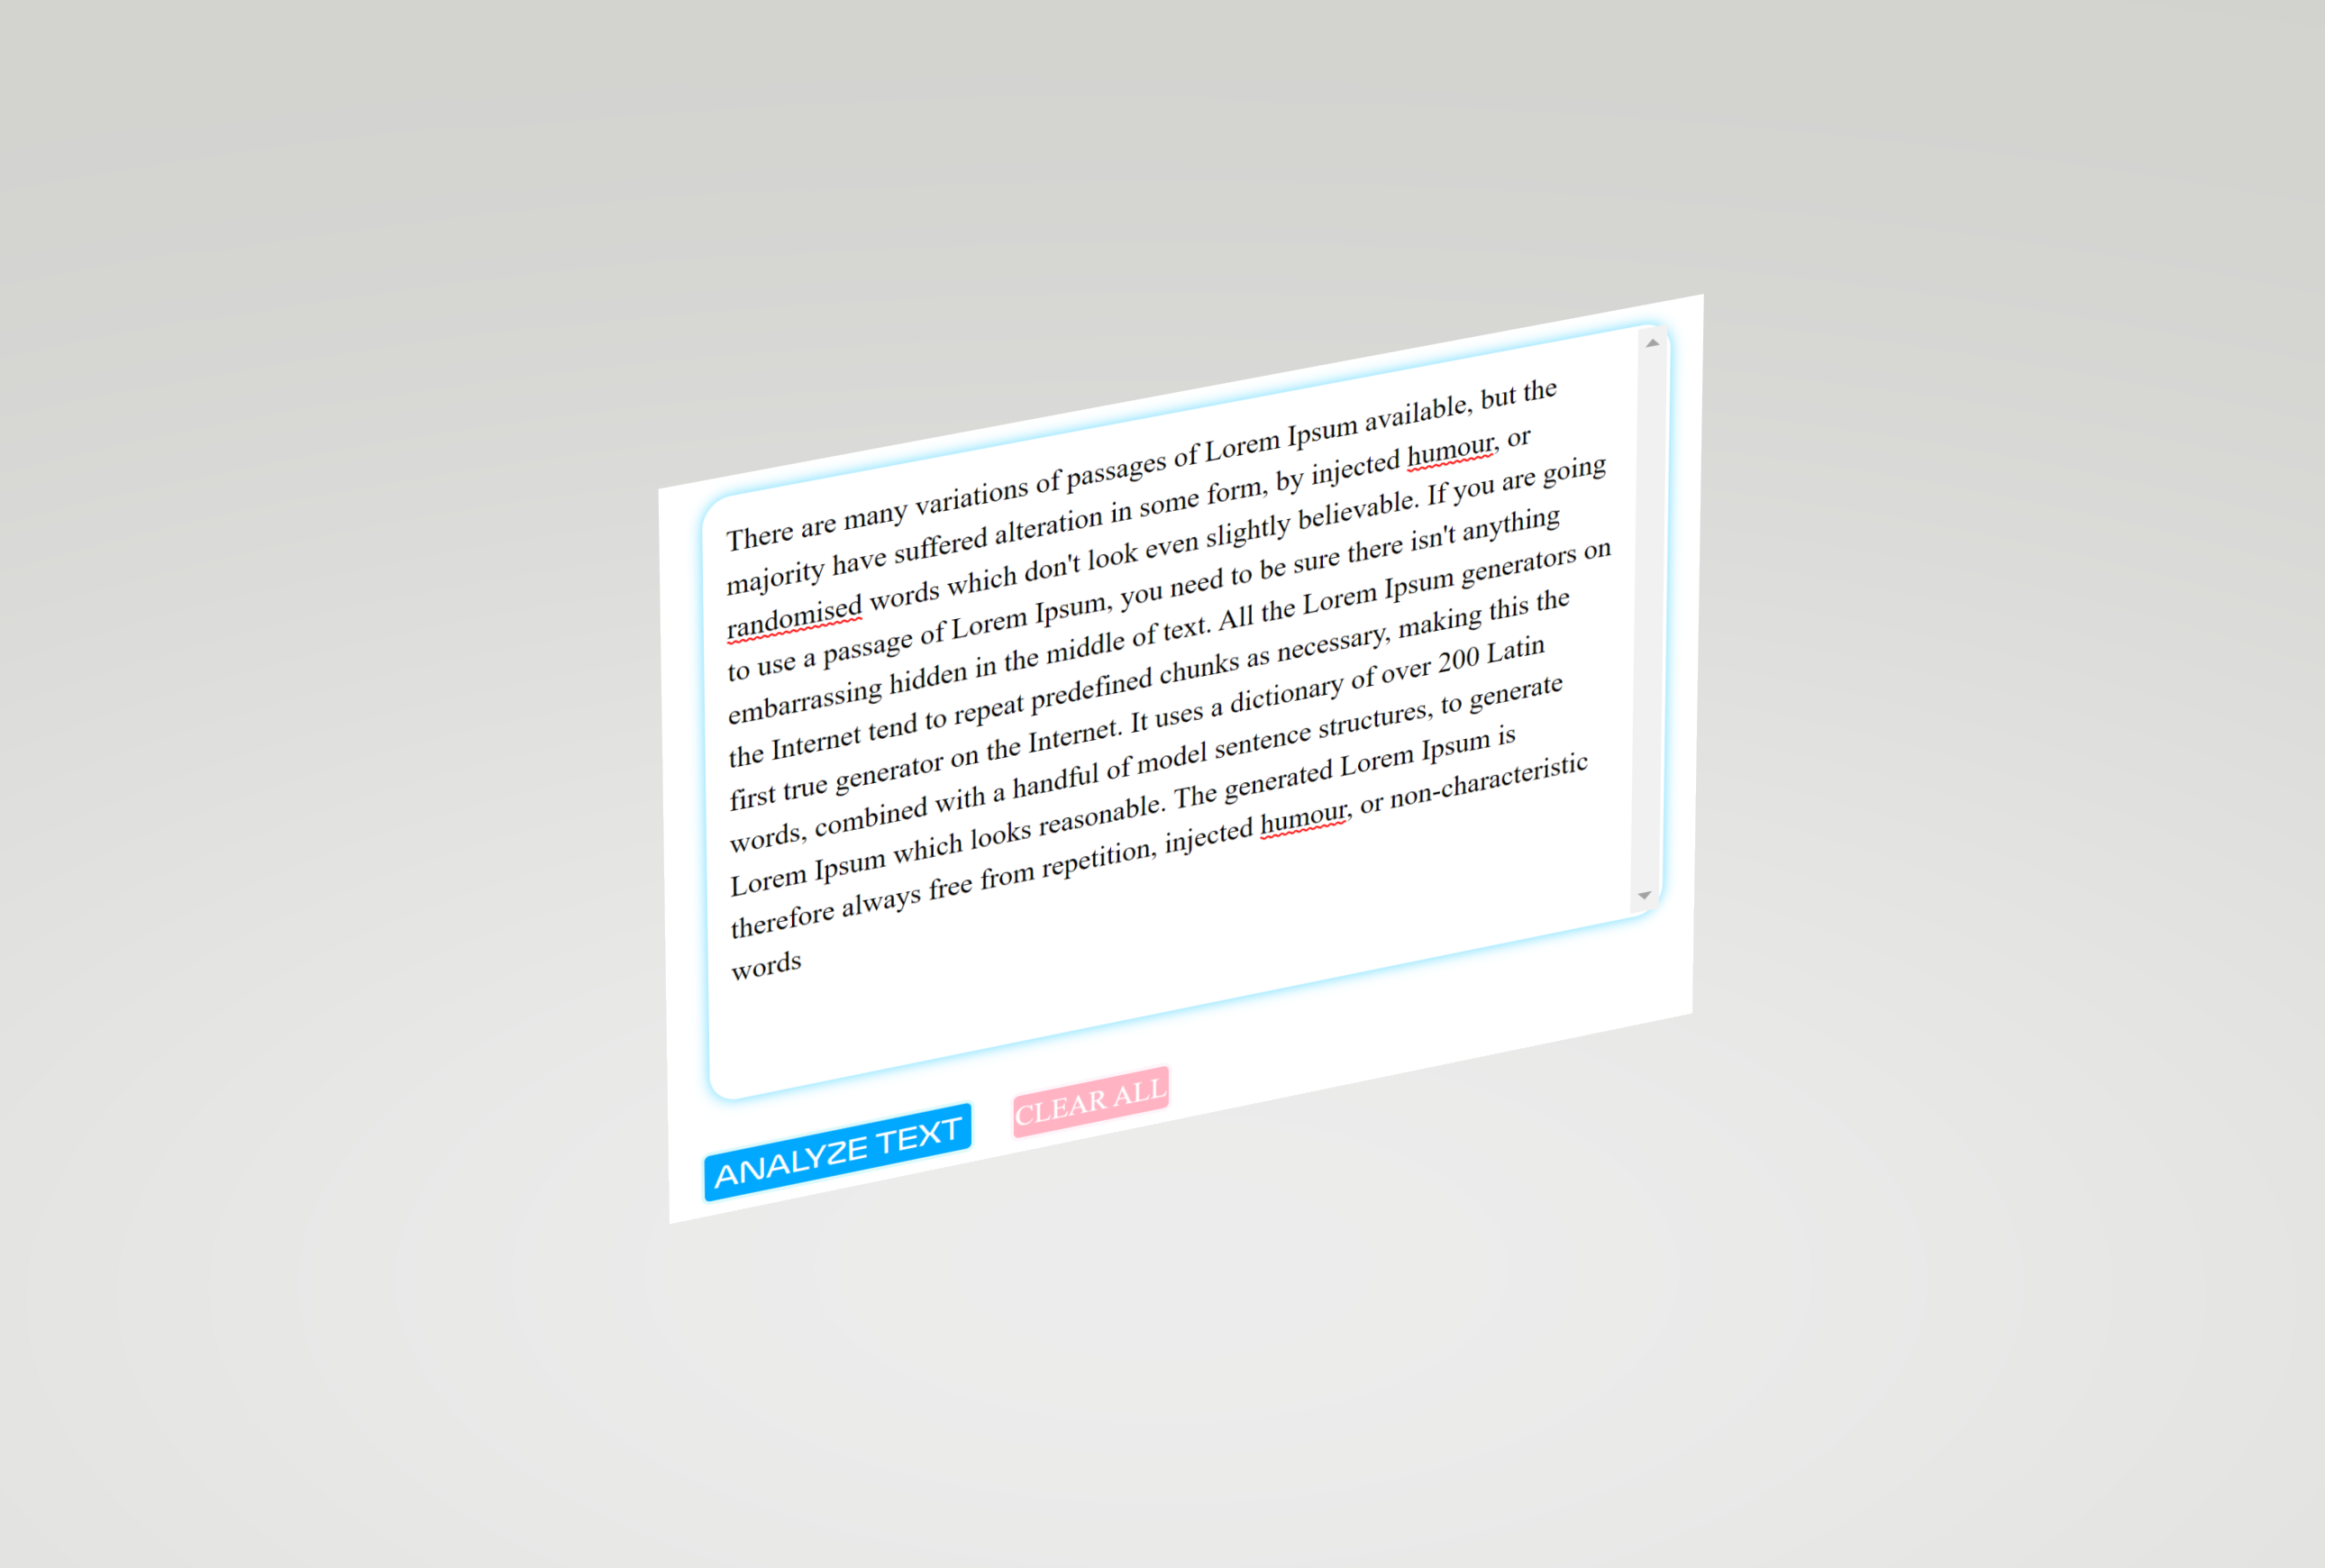 There are many variations of passages of Lorem Ipsum available, but the
majority have suffered alteration in some form, by injected humour, or
randomised words which don't look even slightly believable. If you are going
to use a passage of Lorem Ipsum, you need to be sure there isn't anything
embarrassing hidden in the middle of text. All the Lorem Ipsum generators on
the Internet tend to repeat predefined chunks as necessary, making this the
first true generator on the Internet. It uses a dictionary of over 200 Latin
words, combined with a handful of model sentence structures, to generate
Lorem Ipsum which looks reasonable. The generated Lorem Ipsum is
therefore always free from repetition, injected humour, or non-characteristic
words
ANALYZE TEXT
CLEAR ALL